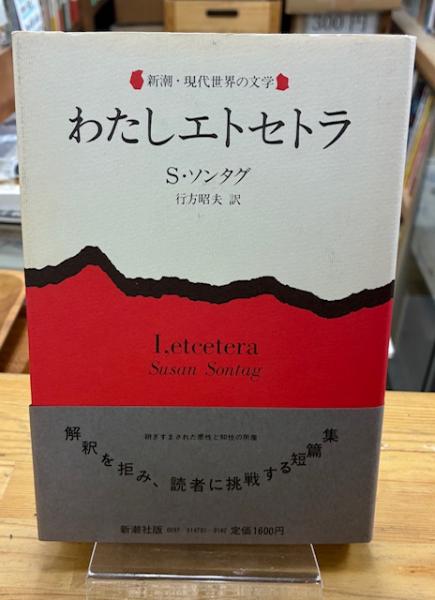 300円
新潮・現代世界の文学
わたしエトセトラ
S・ソンタグ
行方昭夫 訳
I, etcetera
Susan Sontag
研ぎすまされた感性と知性の所産
解釈を拒み、読者に挑戦する短篇集
新潮社版 0397-514701-3162 定価1600円